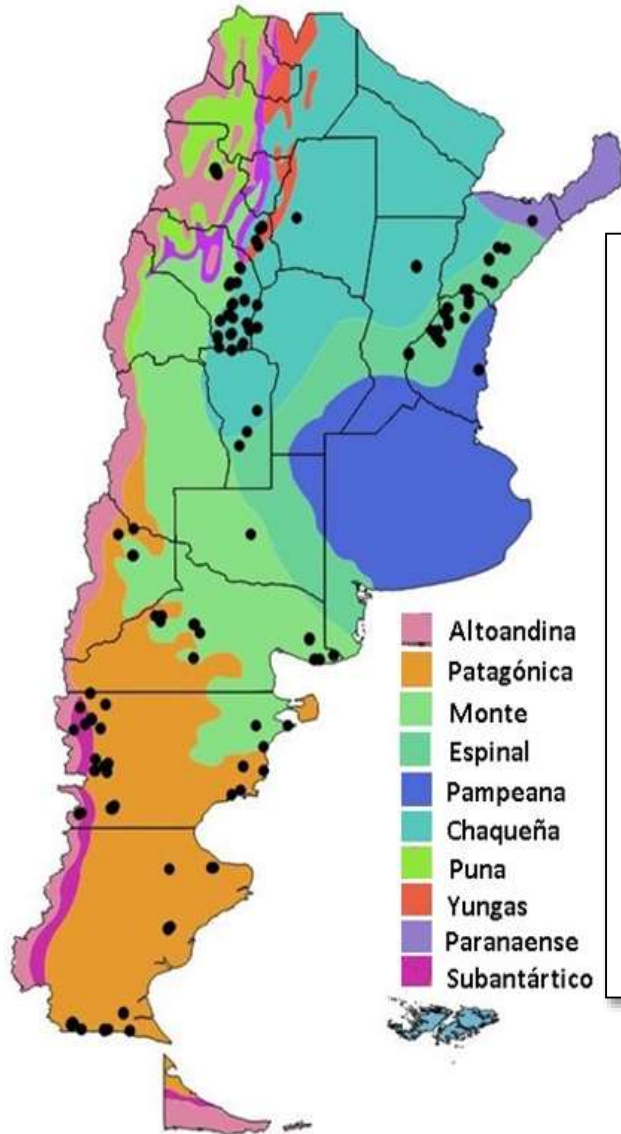 Altoandina
Patagónica
Monte
Espinal
Pampeana
Chaqueña
Puna
Yungas
Paranaense
Subantártico